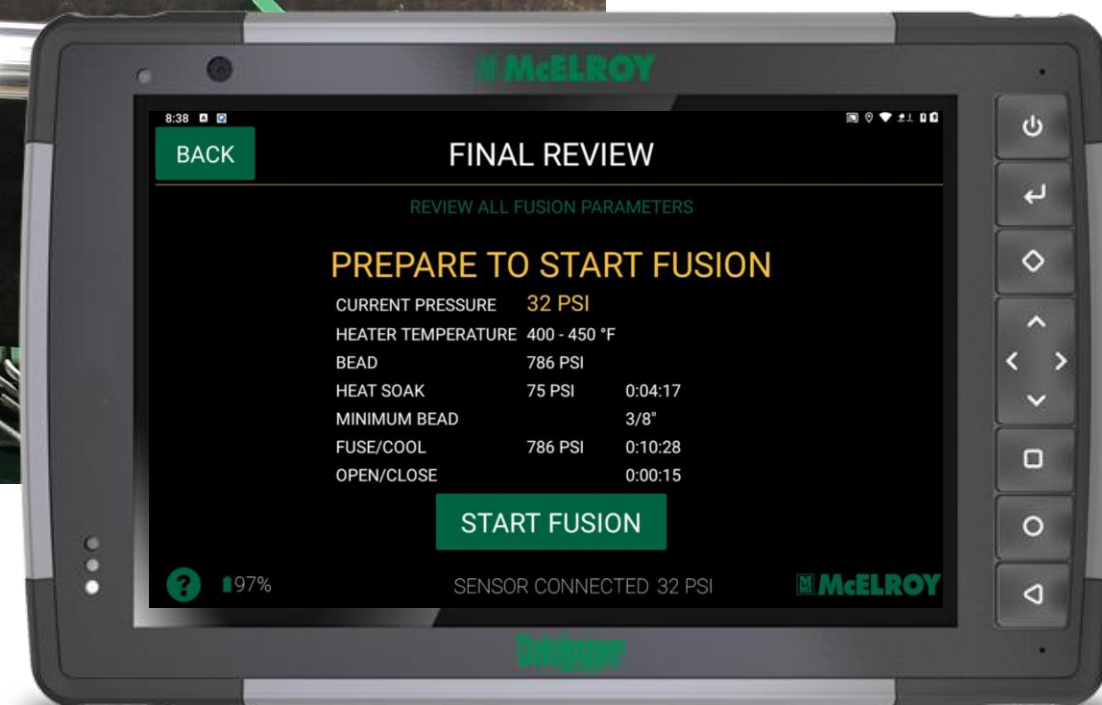 McELROY
8:38
BACK
FINAL REVIEW
REVIEW ALL FUSION PARAMETERS
PREPARE TO START FUSION
CURRENT PRESSURE 32 PSI
HEATER TEMPERATURE 400 - 450 °F
BEAD 786 PSI
HEAT SOAK 75 PSI 0:04:17
MINIMUM BEAD 3/8"
FUSE/COOL 786 PSI 0:10:28
OPEN/CLOSE 0:00:15
START FUSION
? 97% SENSOR CONNECTED 32 PSI McELROY